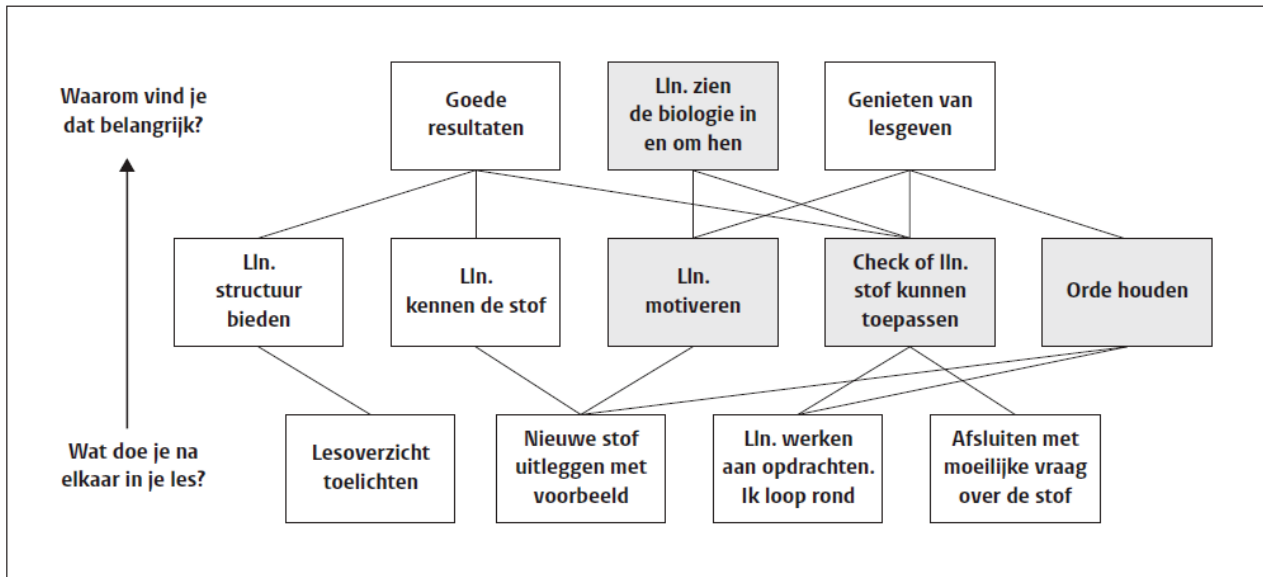 Waarom vind je
dat belangrijk?
Goede
resultaten
Lln. zien
de biologie in
en om hen
Genieten van
lesgeven
Lln.
structuur
bieden
Lln.
kennen de stof
Lln.
motiveren
Check of lln.
stof kunnen
toepassen
Orde houden
Wat doe je na
elkaar in je les?
Lesoverzicht
toelichten
Nieuwe stof
uitleggen met
voorbeeld
Lln. werken
aan opdrachten.
Ik loop rond
Afsluiten met
moeilijke vraag
over de stof